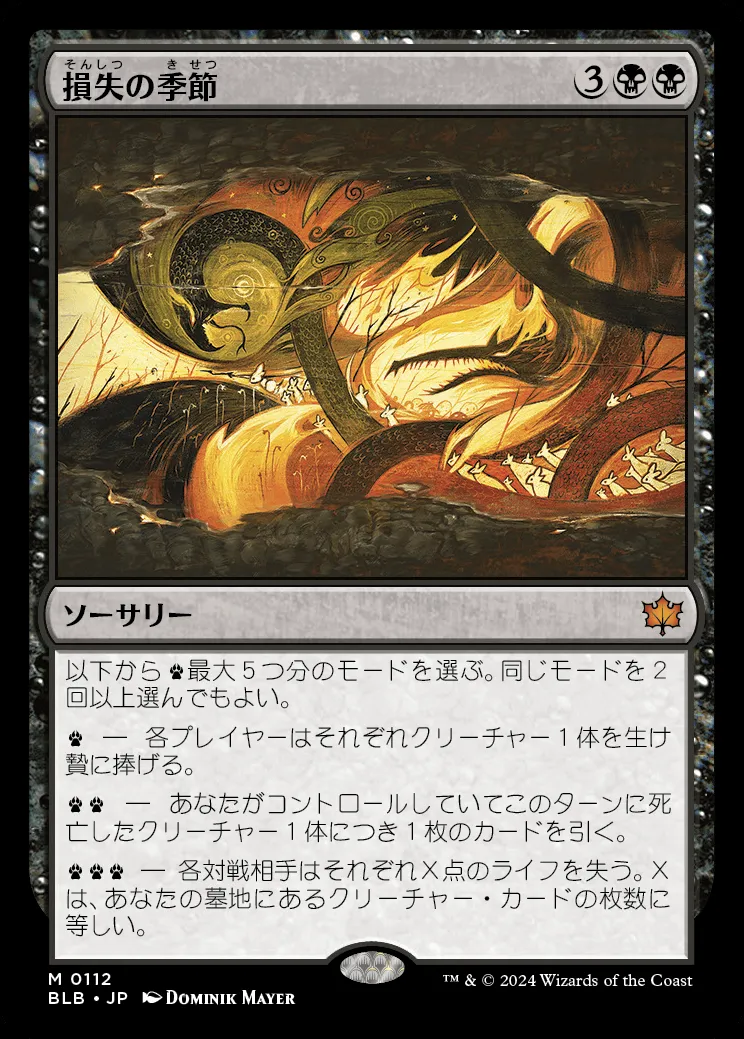 そんしつ きせつ
損失の季節
3
ソーサリー
以下から 最大5つ分のモードを選ぶ。同じモードを2
回以上選んでもよい。
― 各プレイヤーはそれぞれクリーチャー1体を生け
贄に捧げる。
― あなたがコントロールしていてこのターンに死
亡したクリーチャー1体につき1枚のカードを引く。
― 各対戦相手はそれぞれX点のライフを失う。X
は、あなたの墓地にあるクリーチャー・カードの枚数に
等しい。
M 0112
BLB • JP DOMINIK MAYER
™ & © 2024 Wizards of the Coast